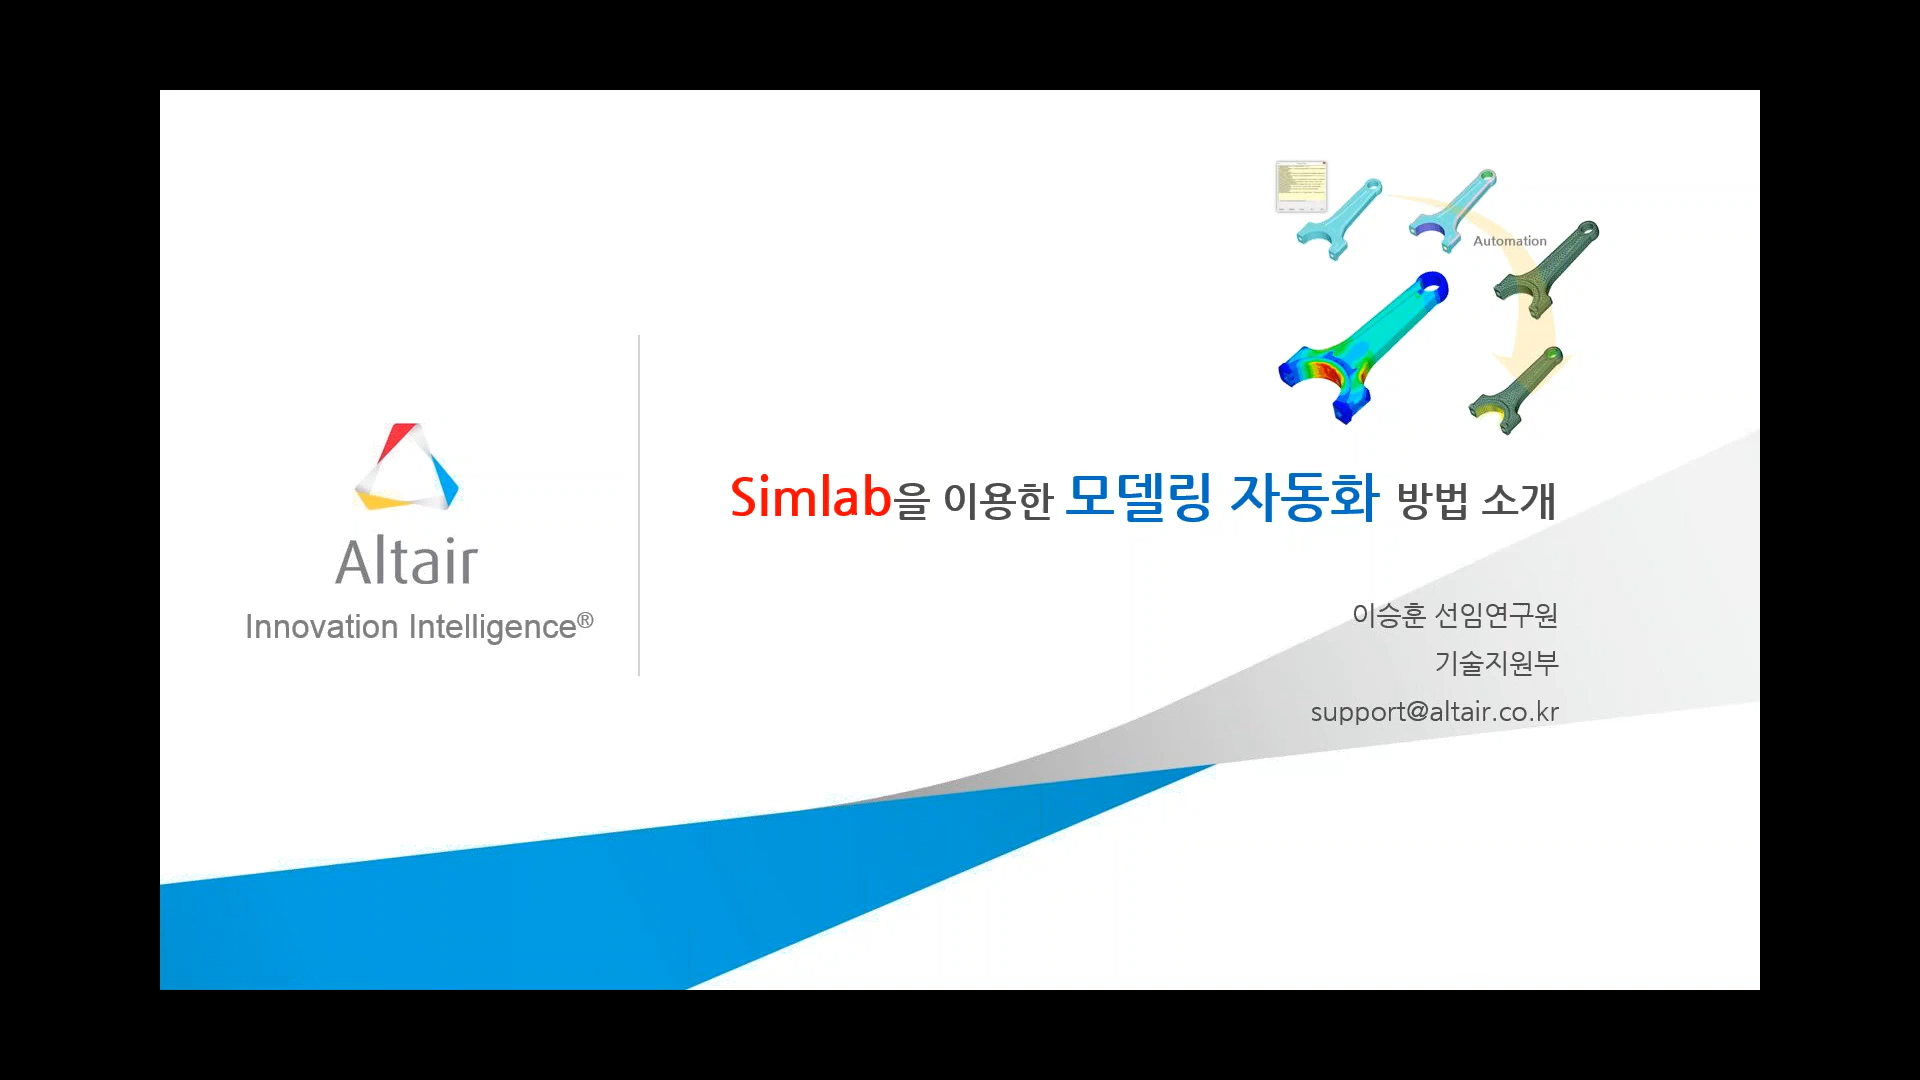 Automation
Simlab을 이용한 모델링 자동화 방법 소개
Altair
Innovation Intelligence®
이승훈 선임연구원
기술지원부
support@altair.co.kr